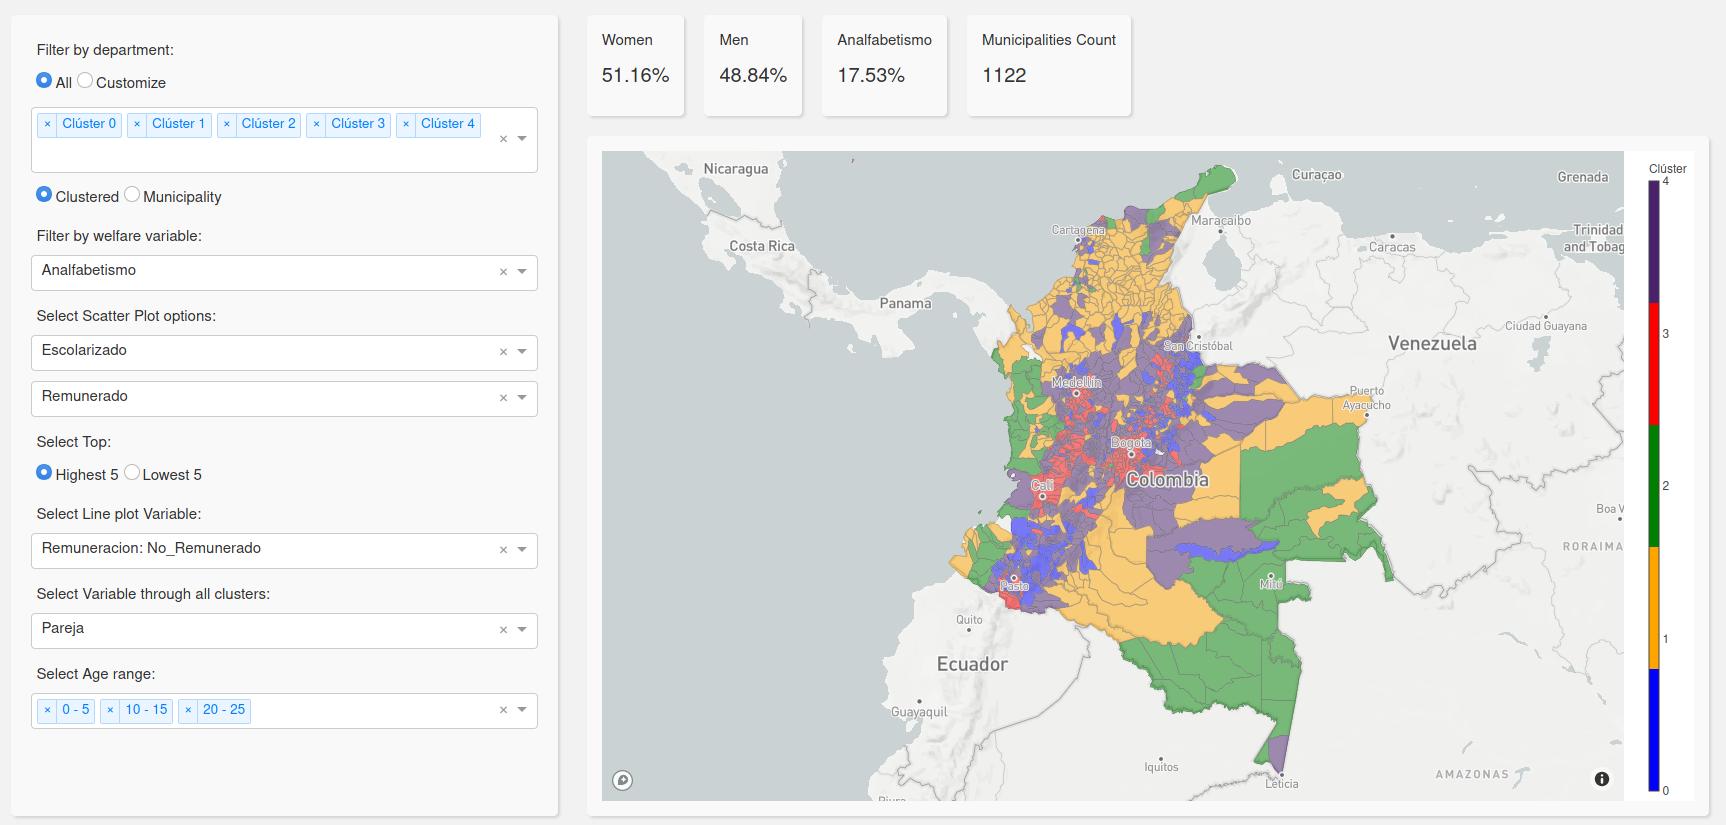 Filter by department:
All Customize
× Clúster 0 × Clúster 1 × Clúster 2 × Clúster 3 × Clúster 4
Clustered Municipality
Filter by welfare variable:
Analfabetismo
Select Scatter Plot options:
Escolarizado
Remunerado
Select Top:
Highest 5 Lowest 5
Select Line plot Variable:
Remuneracion: No_Remunerado
Select Variable through all clusters:
Pareja
Select Age range:
× 0 - 5 × 10 - 15 × 20 - 25
Women
51.16%
Men
48.84%
Analfabetismo
17.53%
Municipalities Count
1122
Nicaragua
Curaçao
Grenada
Cartagena
Maracaibo
Costa Rica
Caracas
Trinidad
and Tobag
Panama
Ciudad Guayana
San Cristóbal
Venezuela
Medellín
Puerto
Ayacucho
Bogota
Colombia
Cali
Boa V
RORAIMA
Pasto
Mitú
Quito
Ecuador
Guayaquil
Iquitos
AMAZONAS
Leticia
Piura
Clúster
4
3
2
1
0